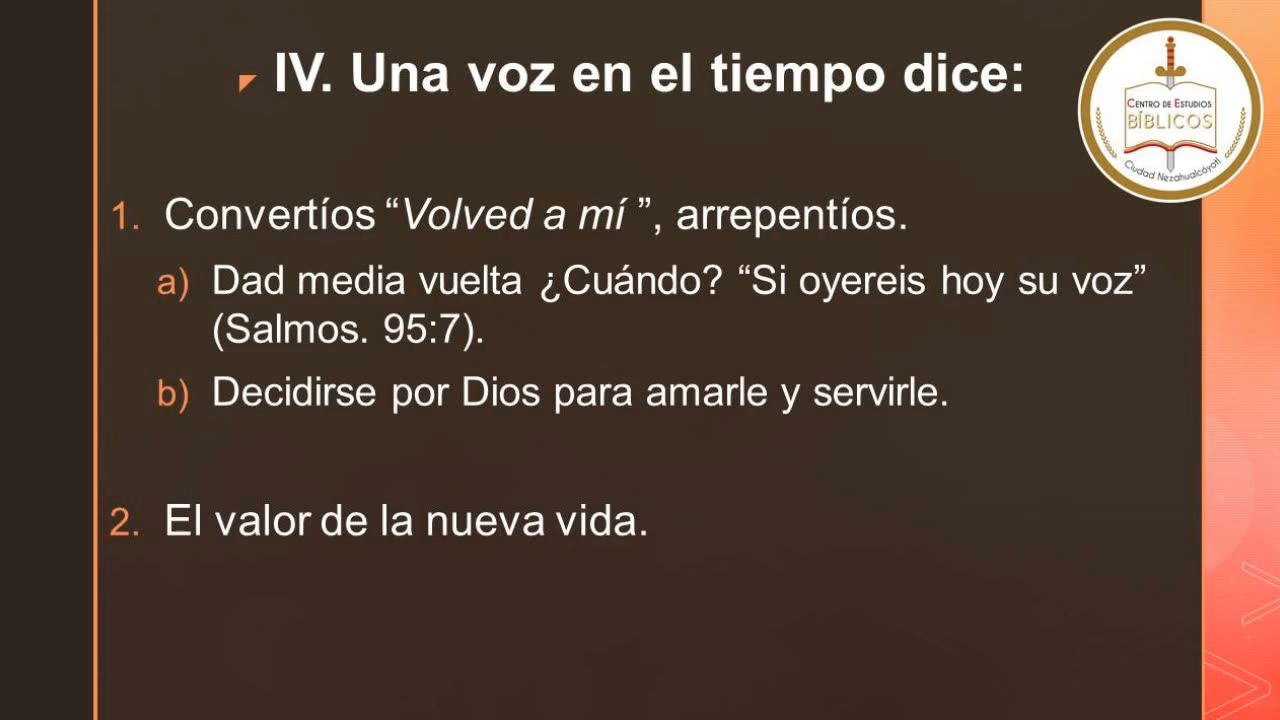 IV. Una voz en el tiempo dice:
CENTRO DE ESTUDIOS
BÍBLICOS
Ciudad Nezahualcóyotl
1. Convertíos “Volved a mí ”, arrepentíos.
a) Dad media vuelta ¿Cuándo? “Si oyereis hoy su voz”
(Salmos. 95:7).
b) Decidirse por Dios para amarle y servirle.
2. El valor de la nueva vida.